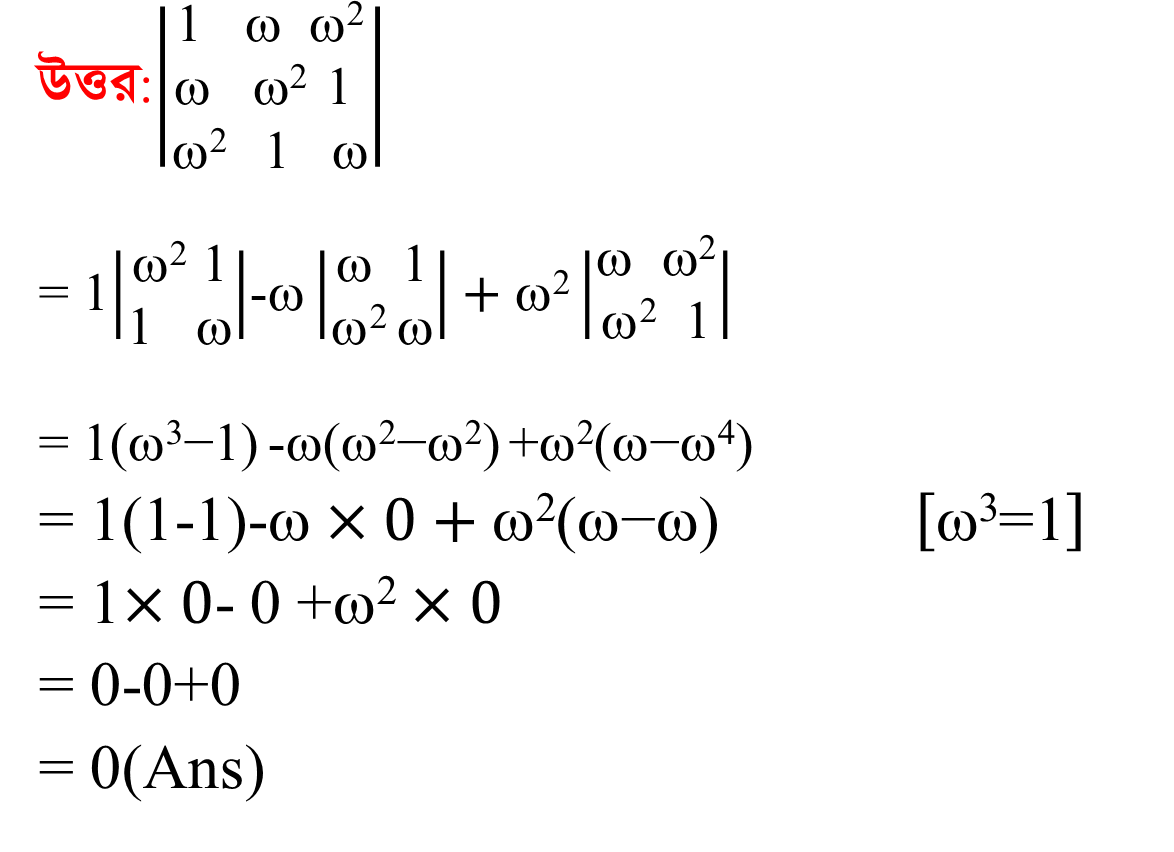 উত্তর: |1 ω ω²|
|ω ω² 1|
|ω² 1 ω|
= 1|ω² 1|-ω |ω 1| + ω² |ω ω²|
|1 ω| |ω² ω| |ω² 1|
= 1(ω³−1) -ω(ω²−ω²) +ω²(ω−ω⁴)
= 1(1-1)-ω × 0 + ω²(ω−ω) [ω³=1]
= 1× 0- 0 +ω² × 0
= 0-0+0
= 0(Ans)